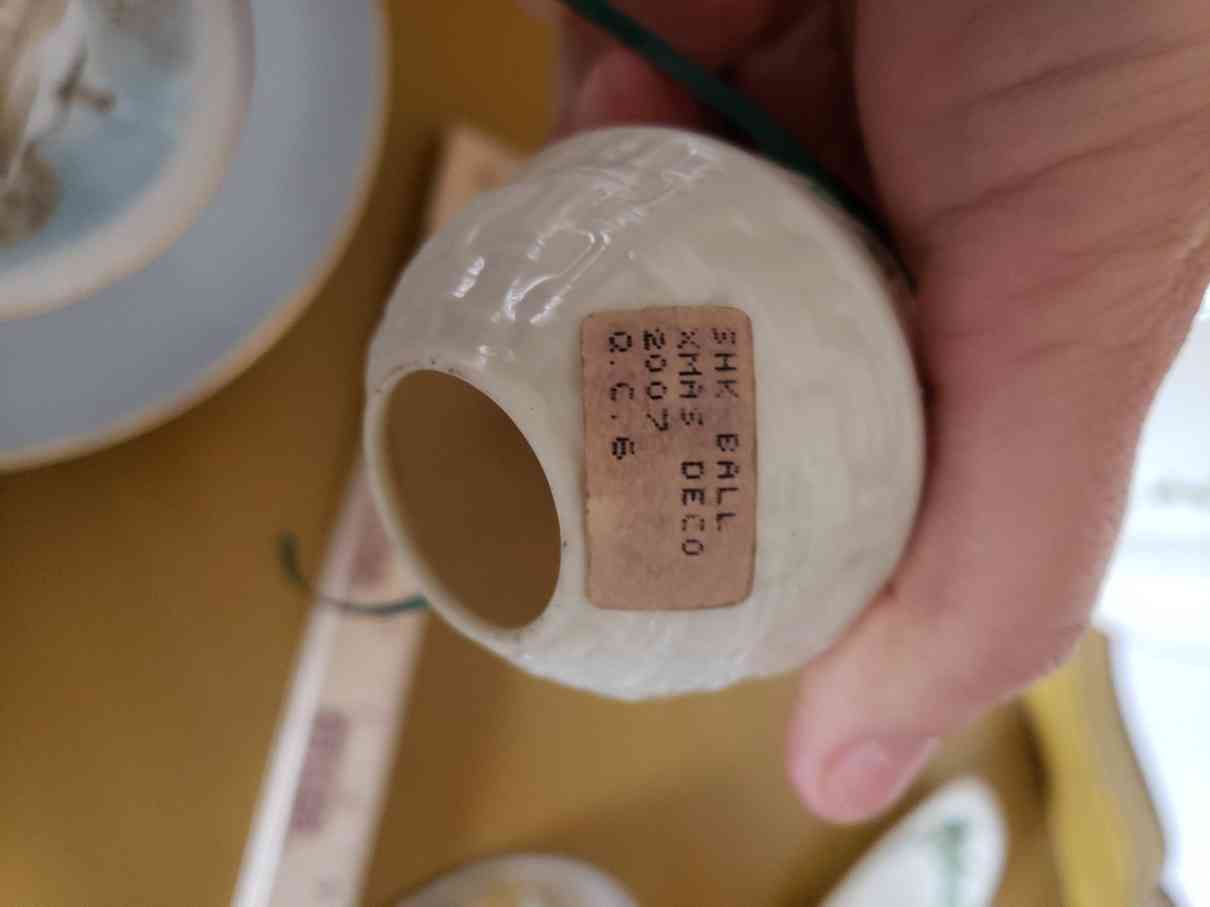 SHK BALL
XMAS DECO
2007
Q.C.6